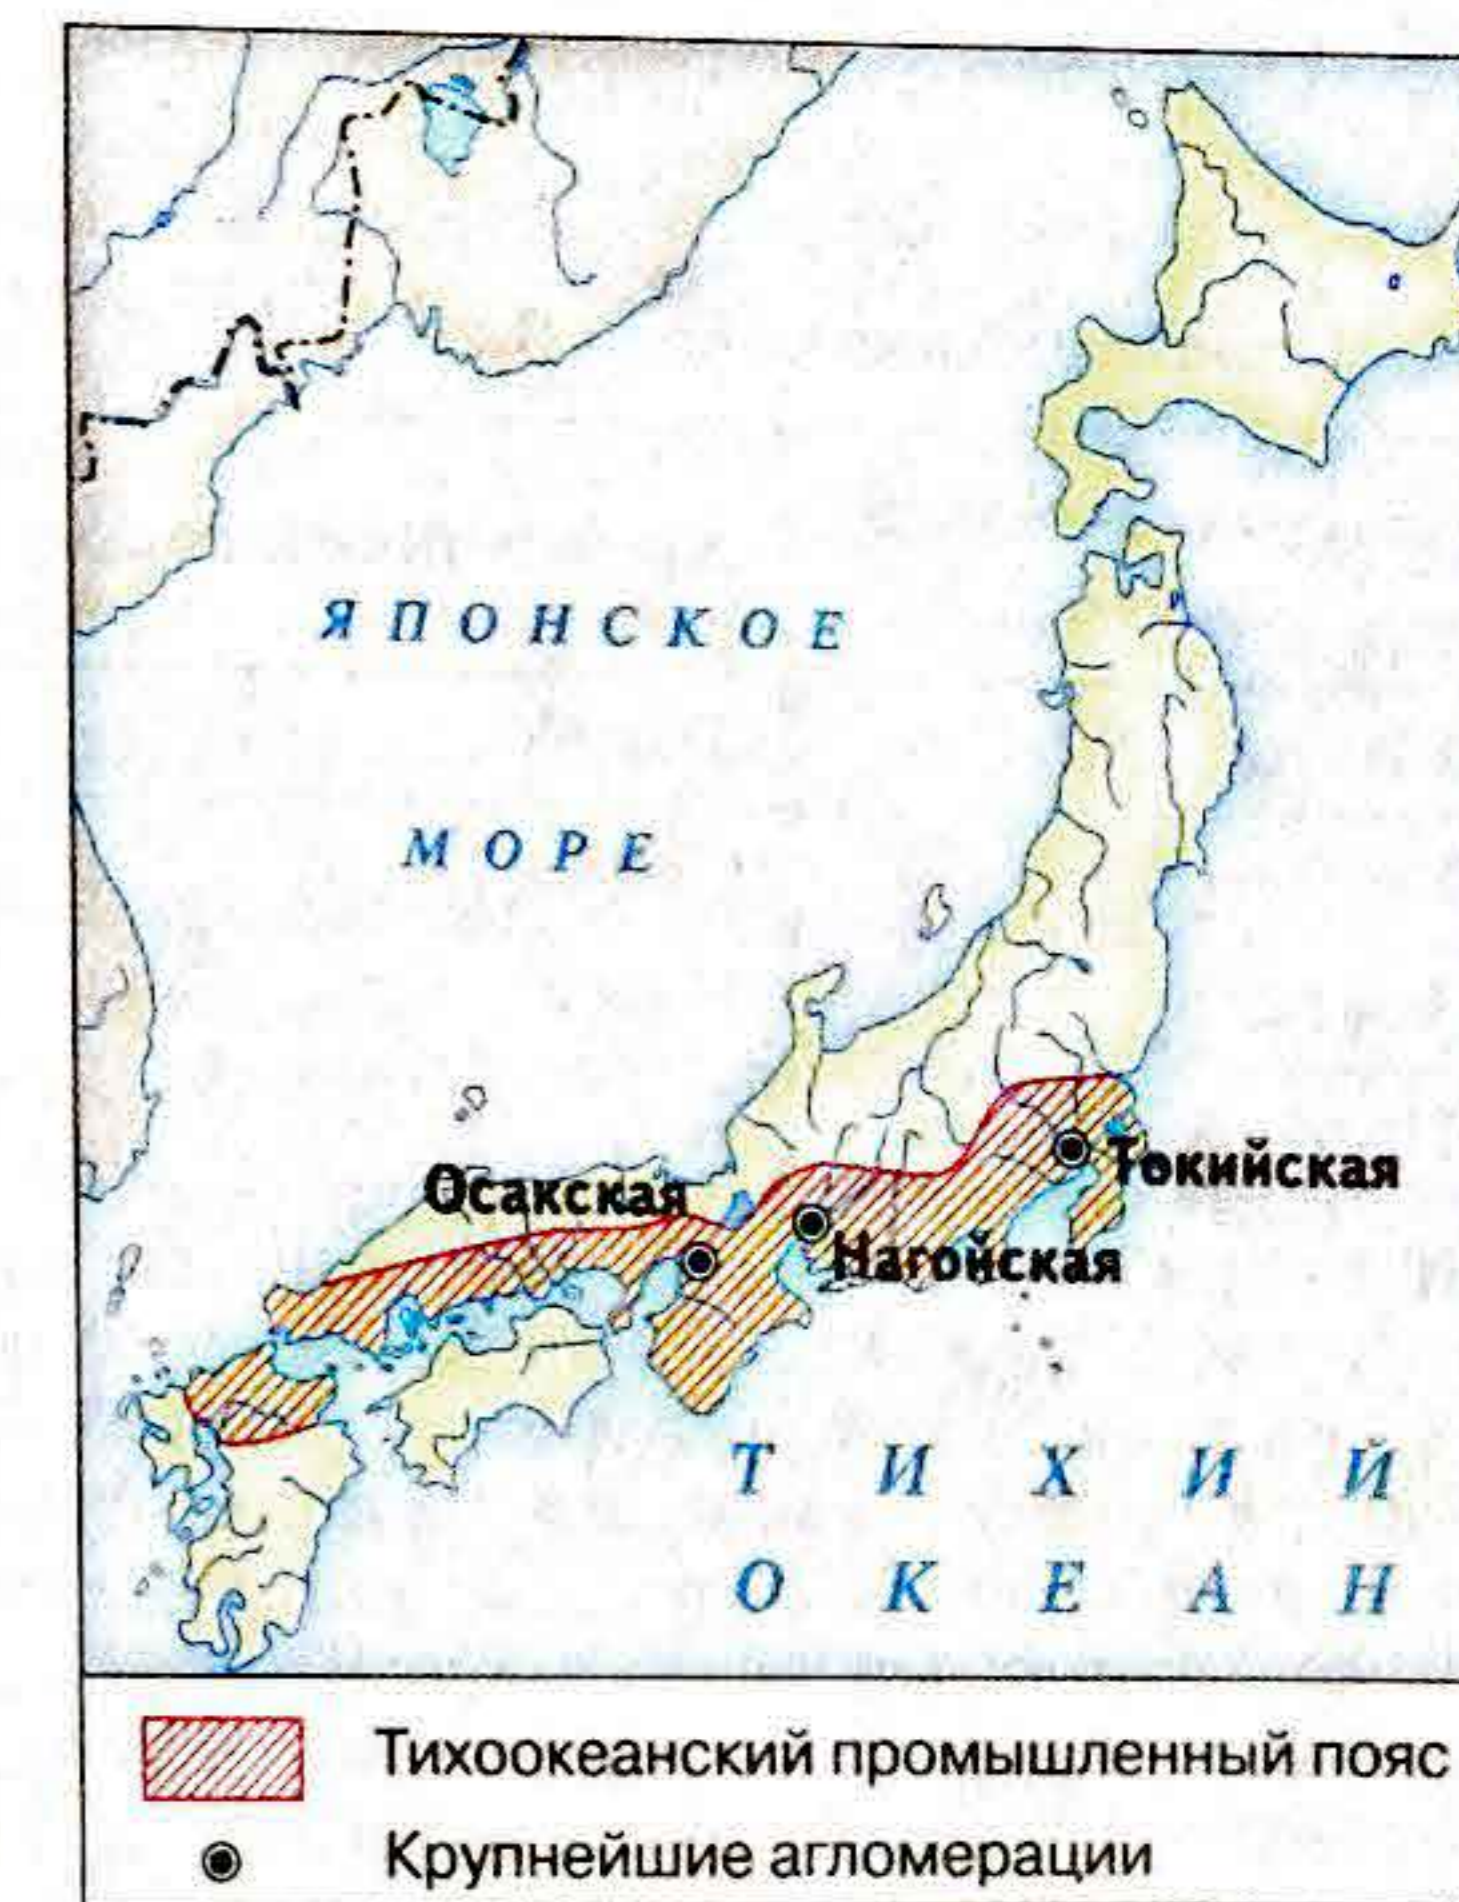 ЯПОНСКОЕ
МОРЕ
Осакская
Токийская
Нагойская
ТИХИЙ
ОКЕАН
Тихоокеанский промышленный пояс
Крупнейшие агломерации